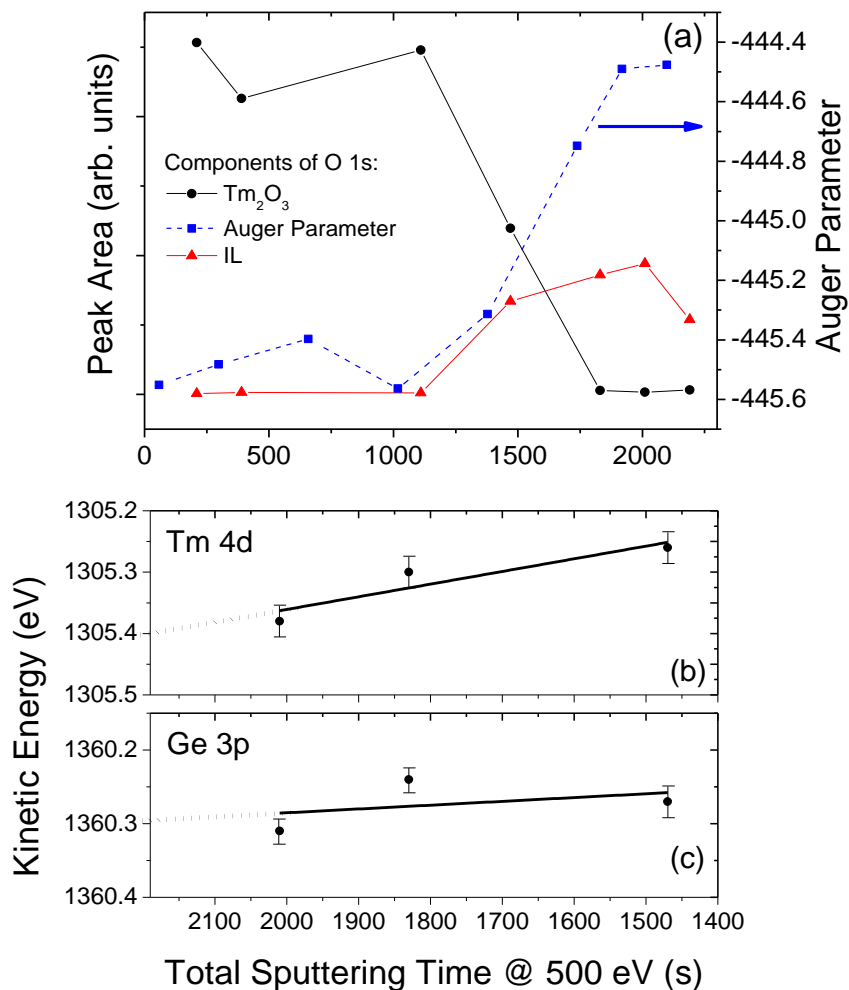 (a)
Peak Area (arb. units)
Components of O 1s:
Tm₂O₃
Auger Parameter
IL
-444.4
-444.6
-444.8
-445.0
-445.2
-445.4
-445.6
Auger Parameter
0 500 1000 1500 2000
Kinetic Energy (eV)
1305.2
1305.3
1305.4
1305.5
Tm 4d
(b)
1360.2
1360.3
1360.4
Ge 3p
(c)
2100 2000 1900 1800 1700 1600 1500 1400
Total Sputtering Time @ 500 eV (s)